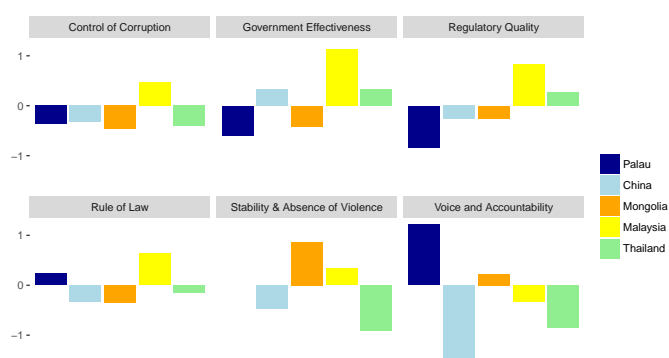 Control of Corruption
Government Effectiveness
Regulatory Quality
1
0
−1
Rule of Law
Stability & Absence of Violence
Voice and Accountability
1
0
−1
Palau
China
Mongolia
Malaysia
Thailand